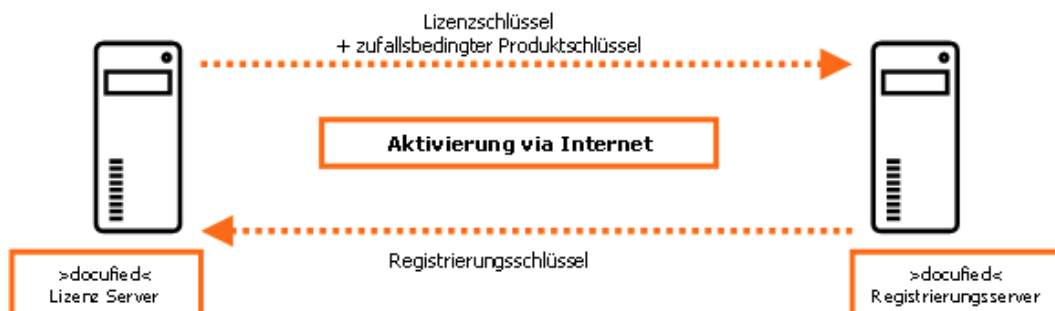 Lizenzschlüssel
+ zufallsbedingter Produktschlüssel
Aktivierung via Internet
Registrierungsschlüssel
>docufied<
Lizenz Server
>docufied<
Registrierungsserver